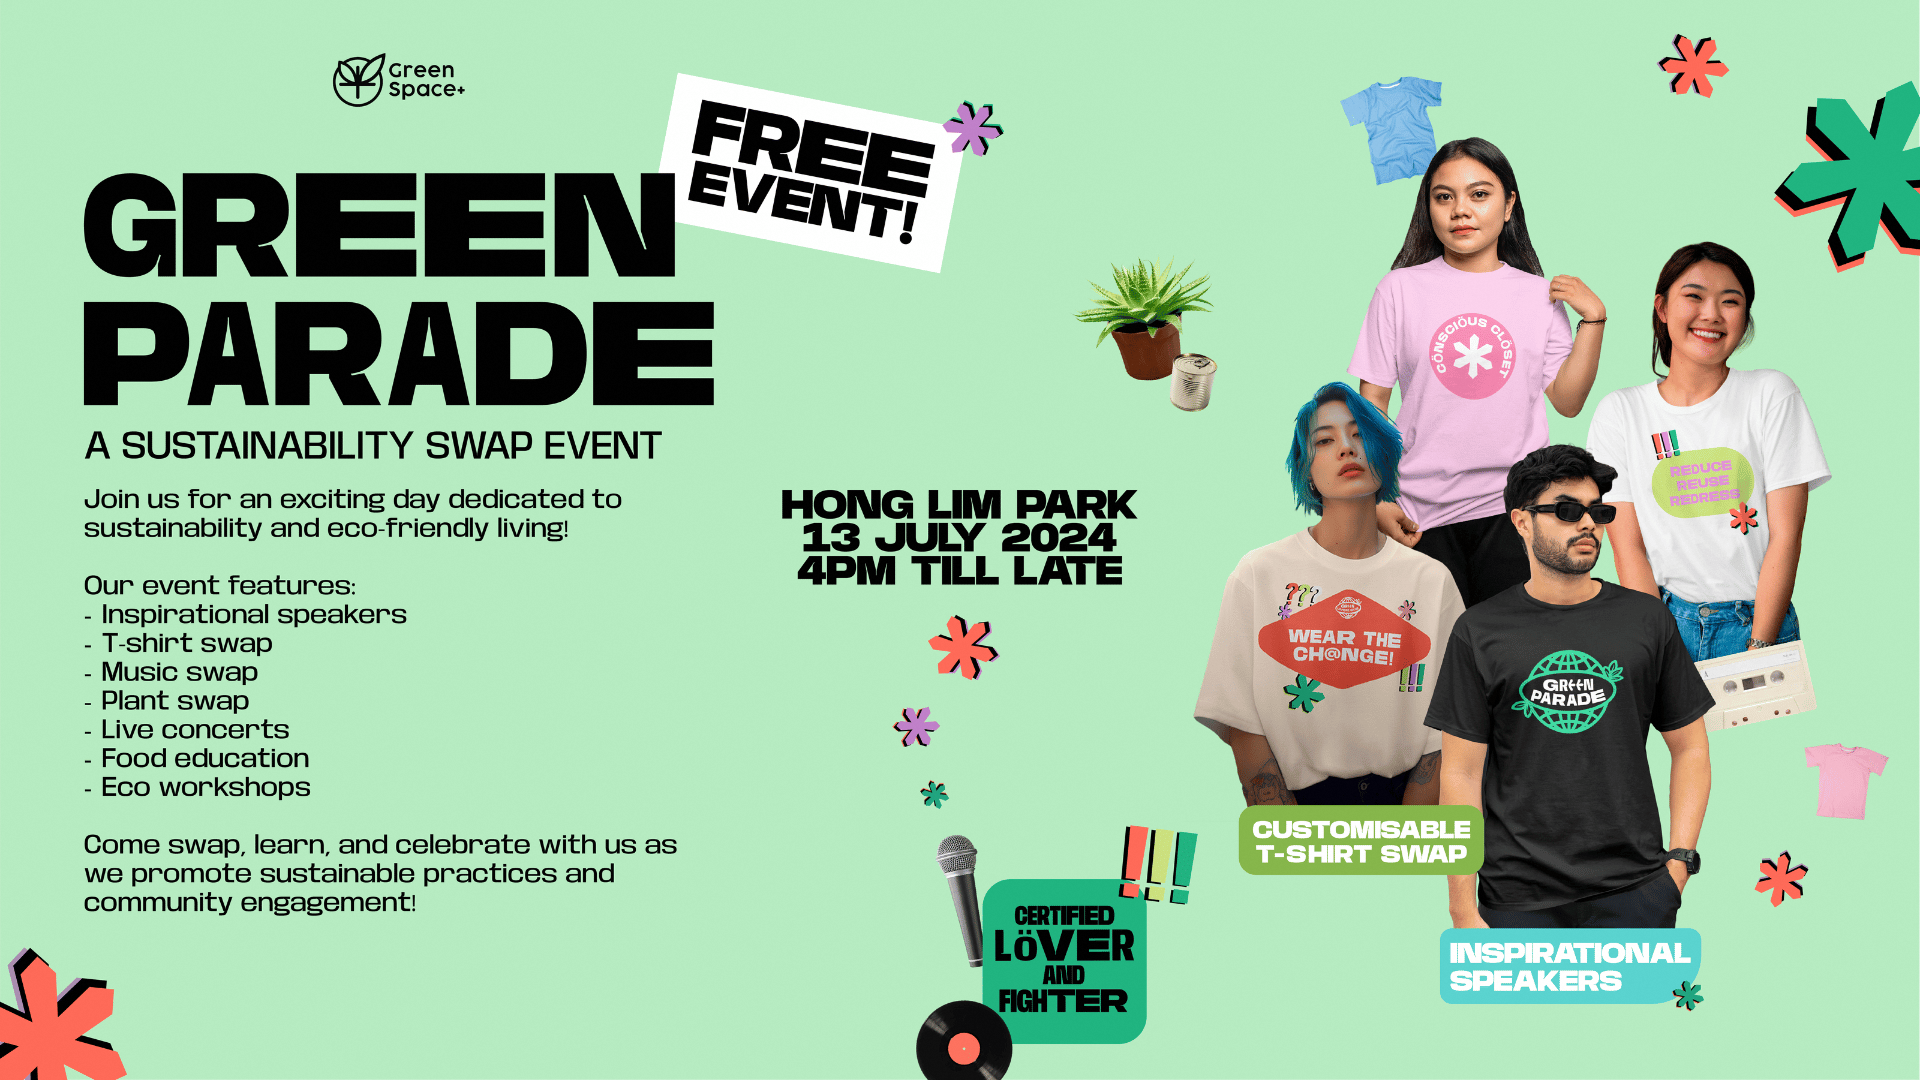 Green
Space+
FREE
EVENT!
GREEN
PARADE
A SUSTAINABILITY SWAP EVENT
Join us for an exciting day dedicated to
sustainability and eco-friendly living!
Our event features:
- Inspirational speakers
- T-shirt swap
- Music swap
- Plant swap
- Live concerts
- Food education
- Eco workshops
Come swap, learn, and celebrate with us as
we promote sustainable practices and
community engagement!
HONG LIM PARK
13 JULY 2024
4PM TILL LATE
!!!
CERTIFIED
LÖVER
AND
FIGHTER
CÖNSCIÖUS CLÖSET
!!!
REDUCE
REUSE
REDRESS
???
WEAR THE
CH@NGE!
!!!
GREEN
PARADE
CUSTOMISABLE
T-SHIRT SWAP
INSPIRATIONAL
SPEAKERS